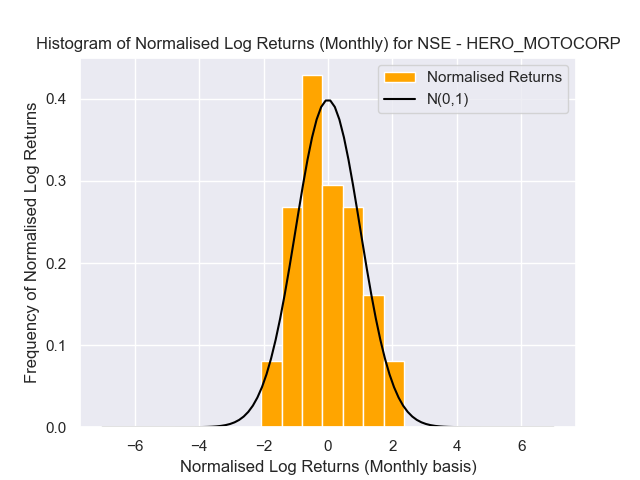 Histogram of Normalised Log Returns (Monthly) for NSE - HERO_MOTOCORP
Normalised Returns
N(0,1)
Frequency of Normalised Log Returns
0.4
0.3
0.2
0.1
0.0
−6 −4 −2 0 2 4 6
Normalised Log Returns (Monthly basis)